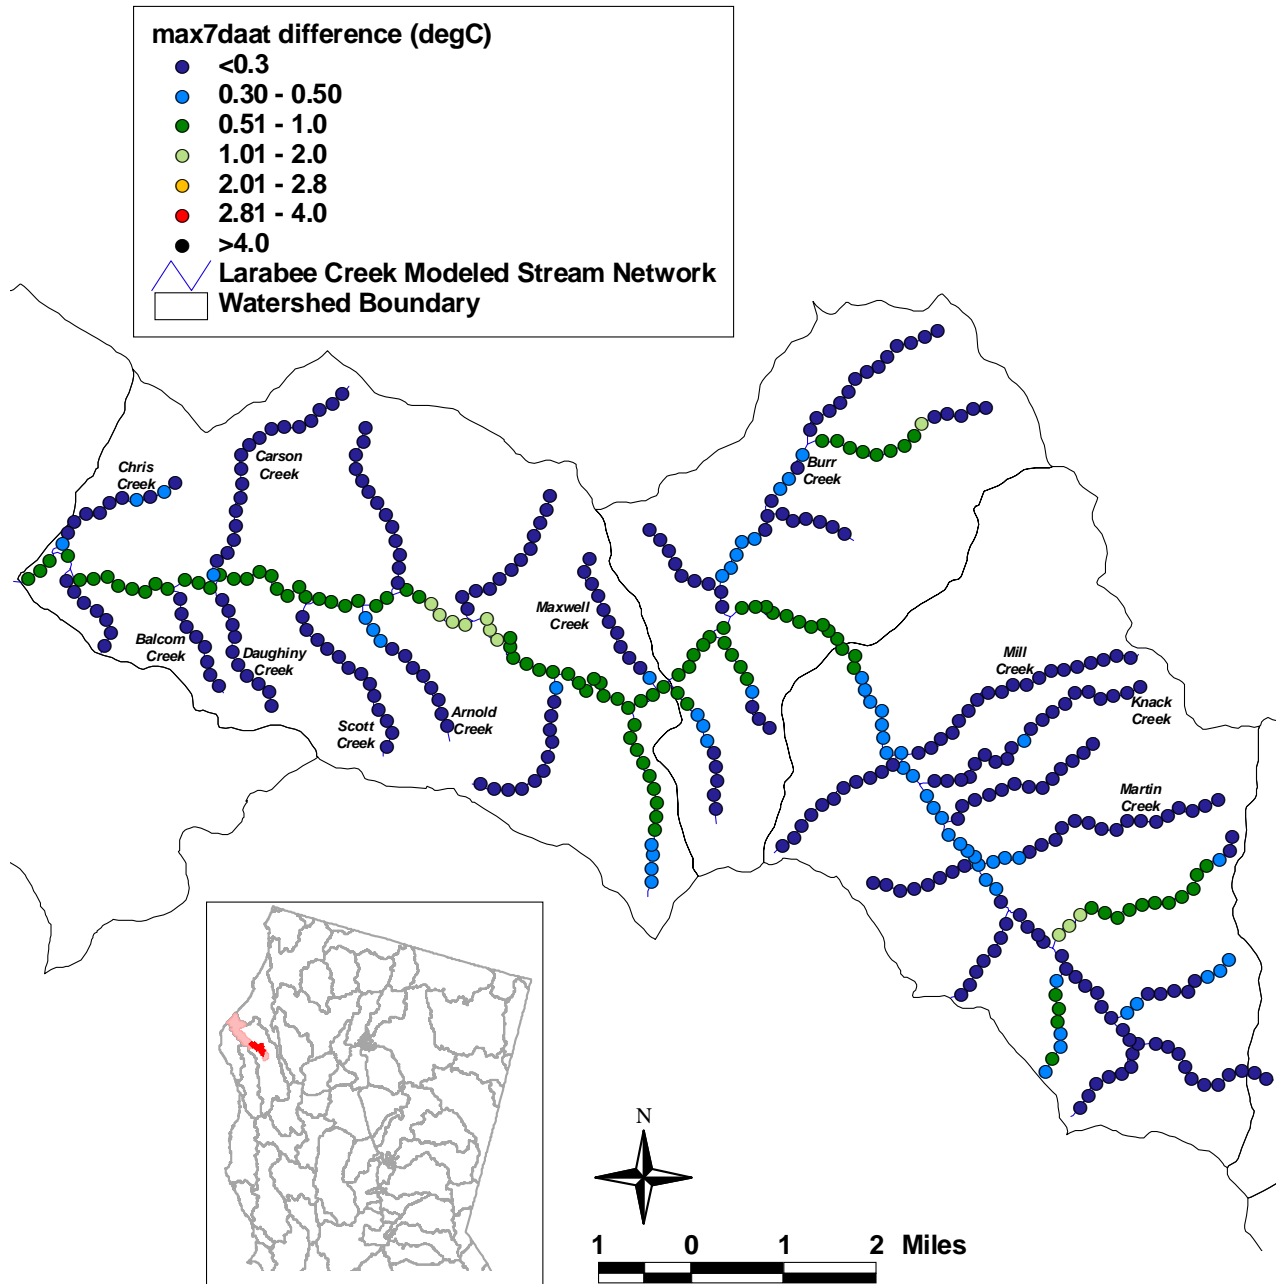 max7daat difference (degC)
<0.3
0.30 - 0.50
0.51 - 1.0
1.01 - 2.0
2.01 - 2.8
2.81 - 4.0
>4.0
Larabee Creek Modeled Stream Network
Watershed Boundary
Chris
Creek
Carson
Creek
Burr
Creek
Maxwell
Creek
Balcom
Creek
Daughiny
Creek
Scott
Creek
Arnold
Creek
Mill
Creek
Knack
Creek
Martin
Creek
N
1 0 1 2 Miles